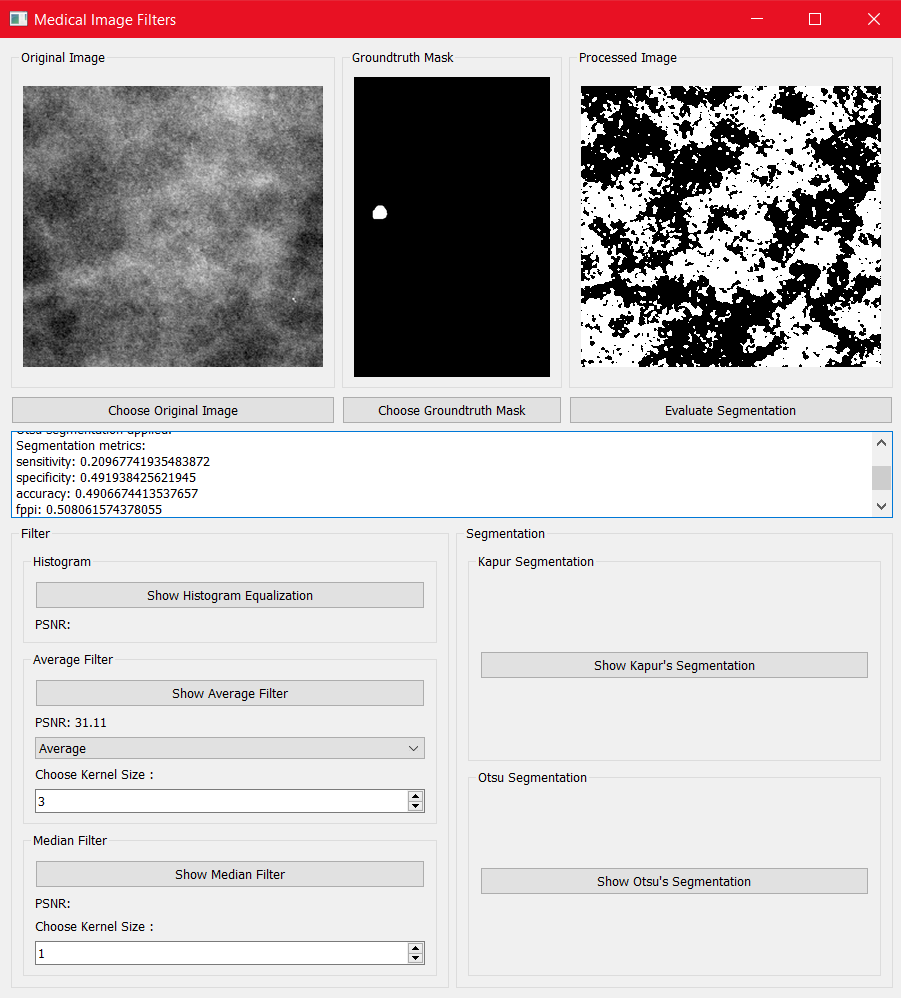 Medical Image Filters
Original Image
Groundtruth Mask
Processed Image
Choose Original Image
Choose Groundtruth Mask
Evaluate Segmentation
Otsu segmentation applied.
Segmentation metrics:
sensitivity: 0.20967741935483872
specificity: 0.491938425621945
accuracy: 0.4906674413537657
fppi: 0.508061574378055
Filter
Histogram
Show Histogram Equalization
PSNR:
Average Filter
Show Average Filter
PSNR: 31.11
Average
Choose Kernel Size :
3
Median Filter
Show Median Filter
PSNR:
Choose Kernel Size :
1
Segmentation
Kapur Segmentation
Show Kapur's Segmentation
Otsu Segmentation
Show Otsu's Segmentation